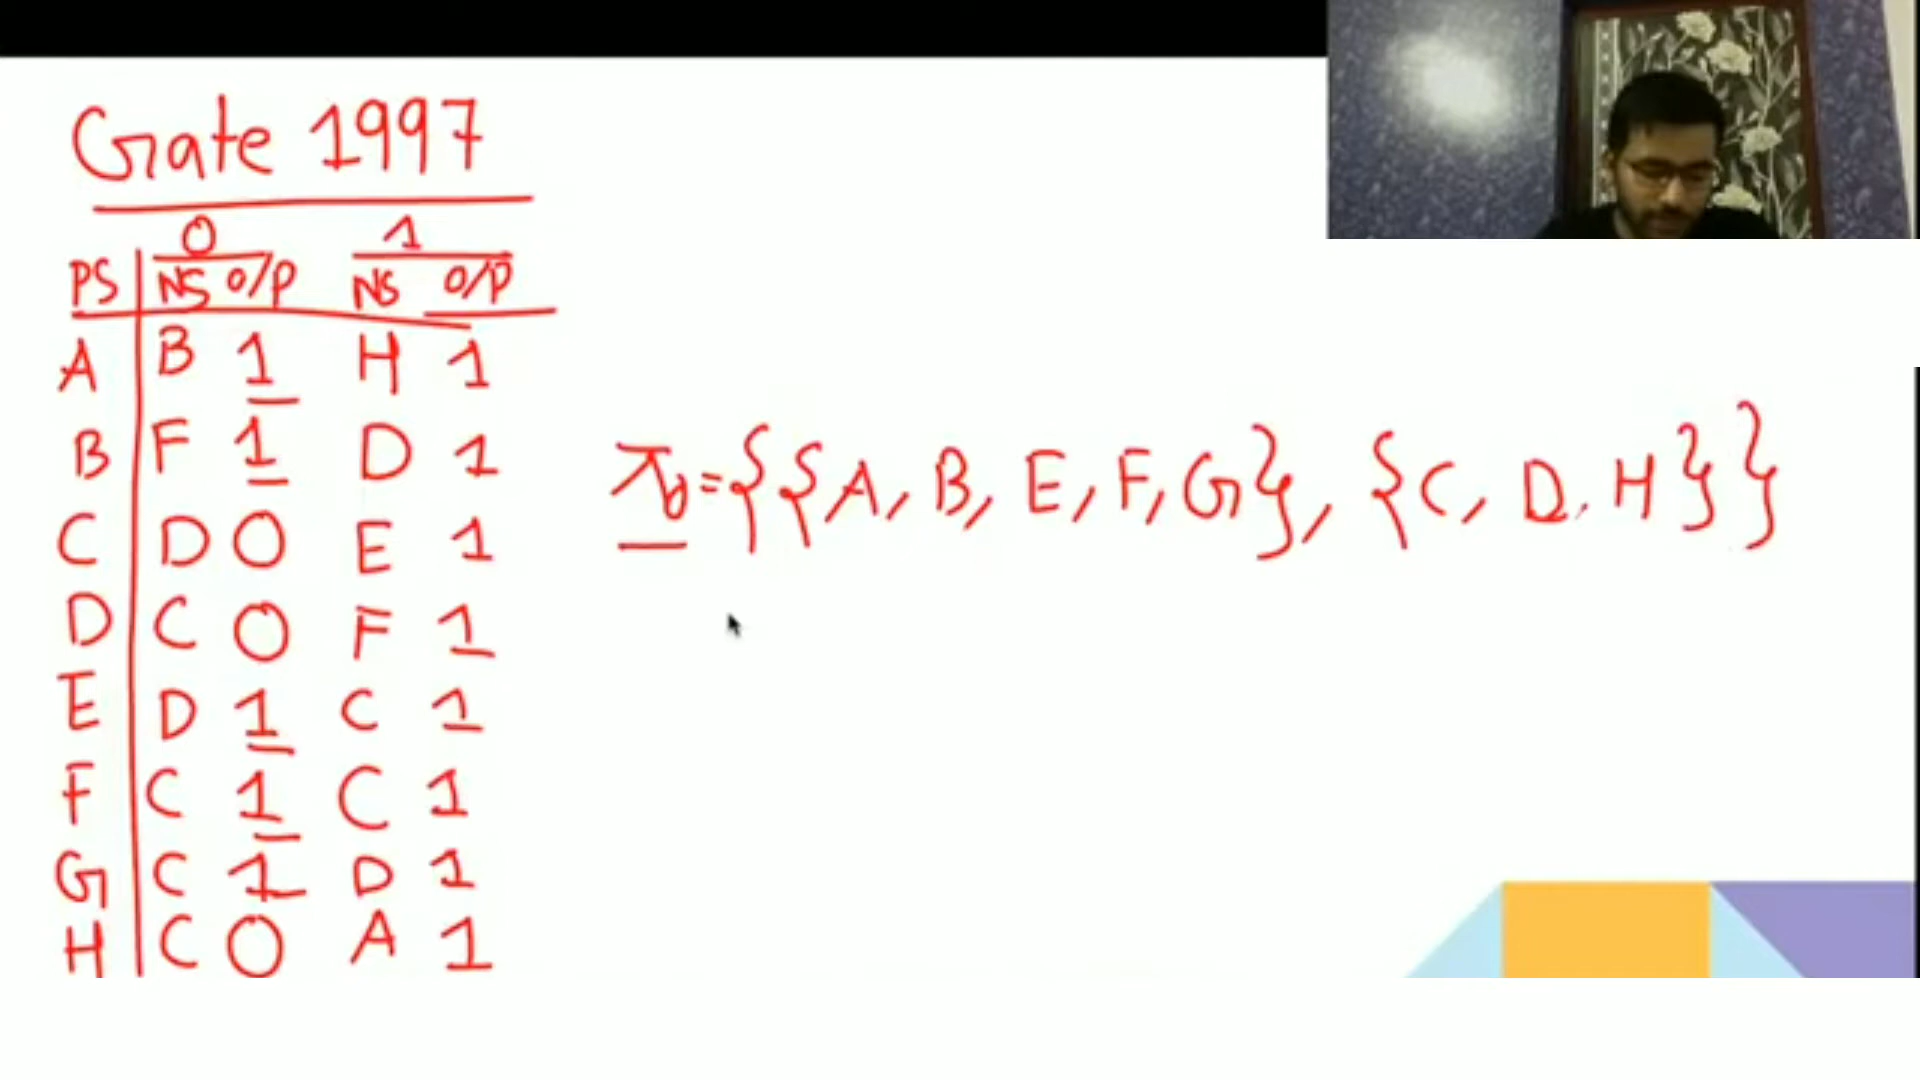 Gate 1997
0 1
PS NS O/P NS O/P
A B 1 H 1
B F 1 D 1
C D 0 E 1
D C 0 F 1
E D 1 C 1
F C 1 C 1
G C 1 D 1
H C 0 A 1
π₀={{A, B, E, F, G}, {C, D, H}}